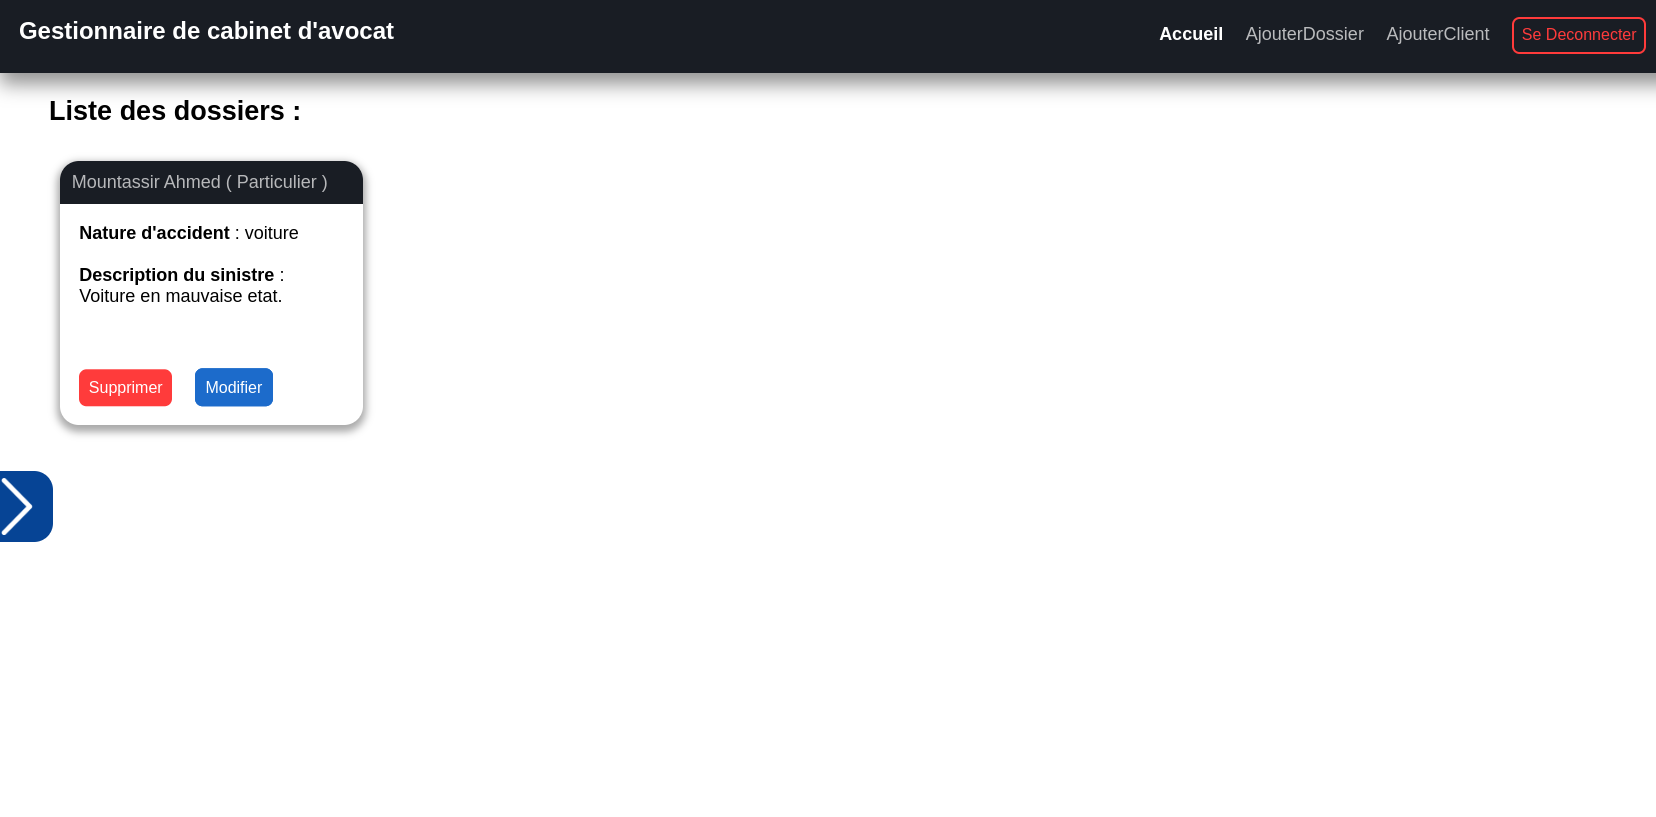 Gestionnaire de cabinet d'avocat
Accueil AjouterDossier AjouterClient Se Deconnecter
Liste des dossiers :
Mountassir Ahmed ( Particulier )
Nature d'accident : voiture
Description du sinistre :
Voiture en mauvaise etat.
Supprimer Modifier